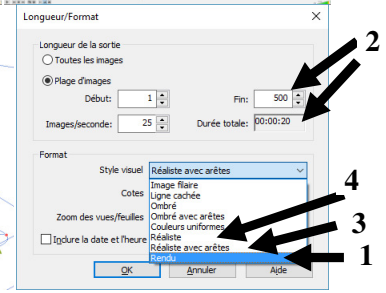 Longueur/Format
Longueur de la sortie
Toutes les images
Plage d'images
Début: 1 Fin: 500
Images/seconde: 25 Durée totale: 00:00:20
Format
Style visuel Réaliste avec arêtes
Cotes
Zoom des vues/feuilles
Inclure la date et l'heure
Image filaire
Ligne cachée
Ombré
Ombré avec arêtes
Couleurs uniformes
Réaliste
Réaliste avec arêtes
Rendu
OK Annuler Aide
2
4
3
1